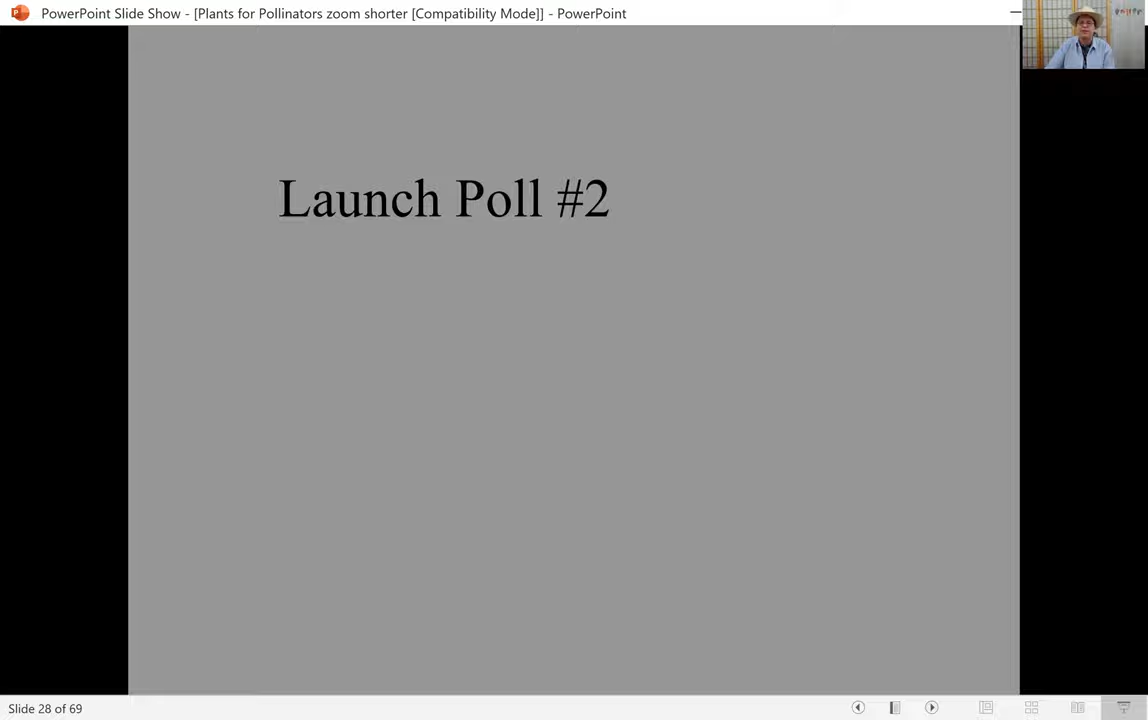 PowerPoint Slide Show - [Plants for Pollinators zoom shorter [Compatibility Mode]] - PowerPoint
Launch Poll #2
Slide 28 of 69